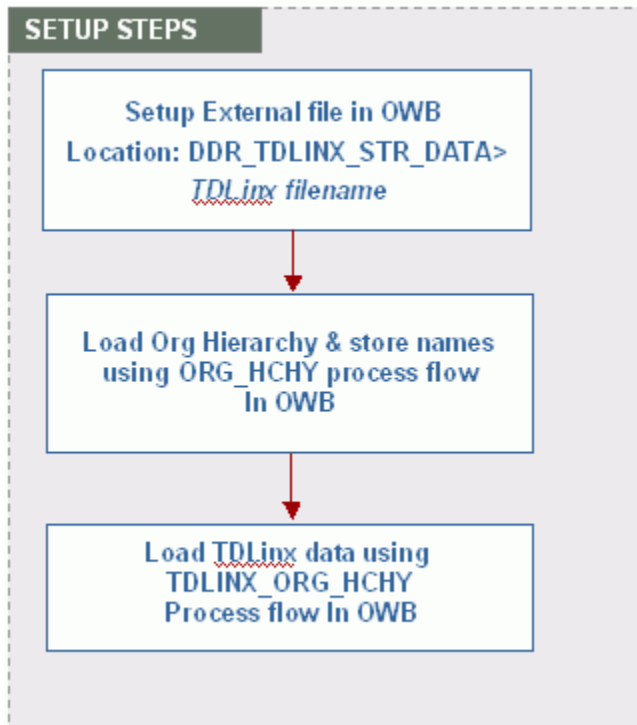 SETUP STEPS
Setup External file in OWB
Location: DDR_TDLINX_STR_DATA>
TDLinx filename
Load Org Hierarchy & store names
using ORG_HCHY process flow
In OWB
Load TDLinx data using
TDLINX_ORG_HCHY
Process flow In OWB